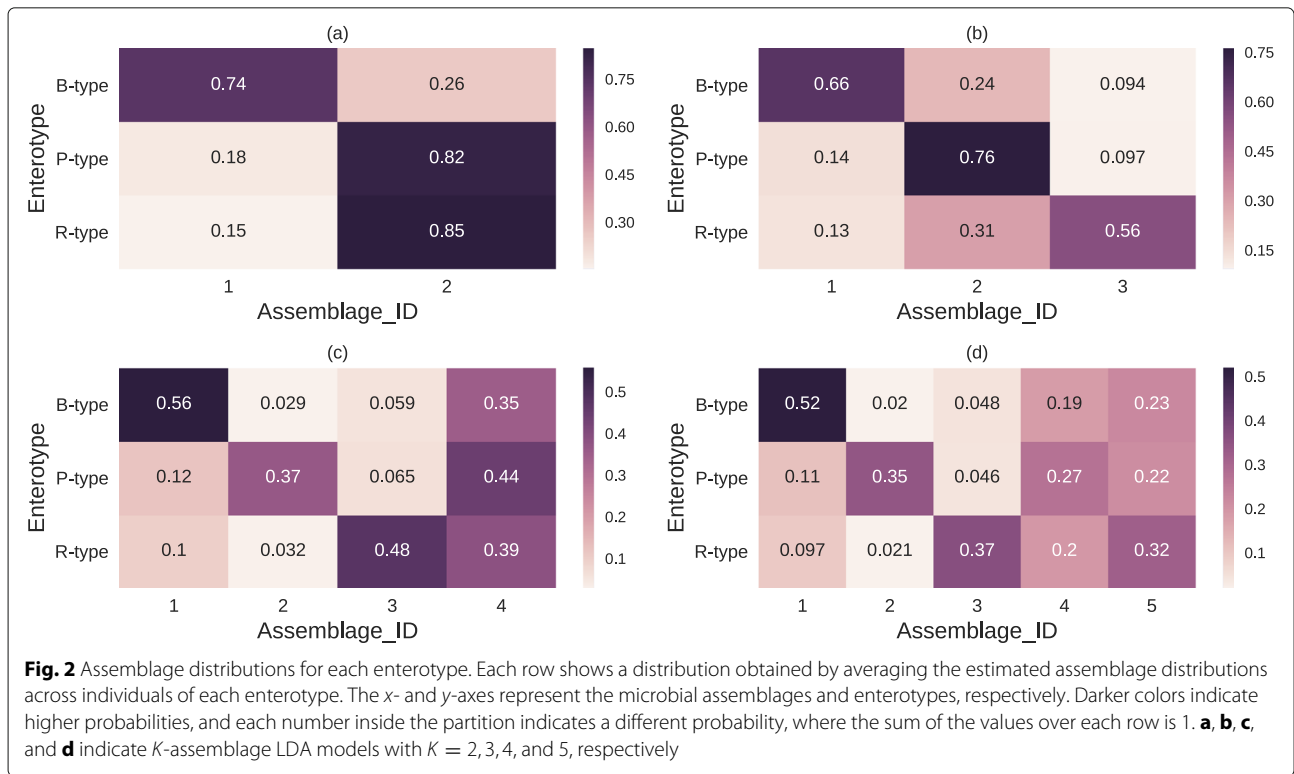 (a)
B-type 0.74 0.26
P-type 0.18 0.82
R-type 0.15 0.85
Enterotype
1 2
Assemblage_ID
0.75
0.60
0.45
0.30
(b)
B-type 0.66 0.24 0.094
P-type 0.14 0.76 0.097
R-type 0.13 0.31 0.56
Enterotype
1 2 3
Assemblage_ID
0.75
0.60
0.45
0.30
0.15
(c)
B-type 0.56 0.029 0.059 0.35
P-type 0.12 0.37 0.065 0.44
R-type 0.1 0.032 0.48 0.39
Enterotype
1 2 3 4
Assemblage_ID
0.5
0.4
0.3
0.2
0.1
(d)
B-type 0.52 0.02 0.048 0.19 0.23
P-type 0.11 0.35 0.046 0.27 0.22
R-type 0.097 0.021 0.37 0.2 0.32
Enterotype
1 2 3 4 5
Assemblage_ID
0.5
0.4
0.3
0.2
0.1
Fig. 2 Assemblage distributions for each enterotype. Each row shows a distribution obtained by averaging the estimated assemblage distributions
across individuals of each enterotype. The x- and y-axes represent the microbial assemblages and enterotypes, respectively. Darker colors indicate
higher probabilities, and each number inside the partition indicates a different probability, where the sum of the values over each row is 1. a, b, c,
and d indicate K-assemblage LDA models with K = 2, 3, 4, and 5, respectively